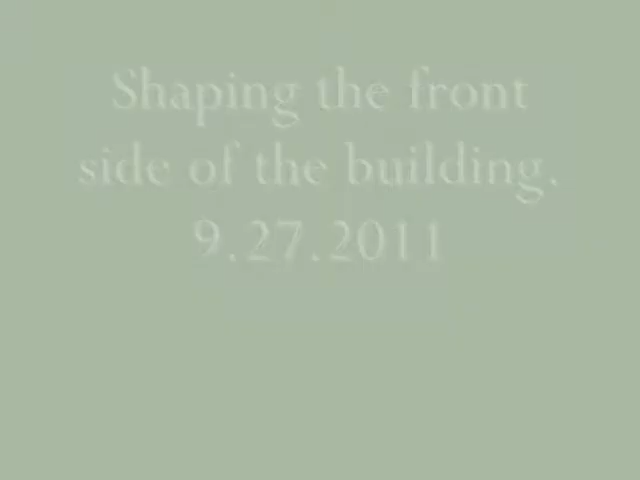 Shaping the front
side of the building.
9.27.2011